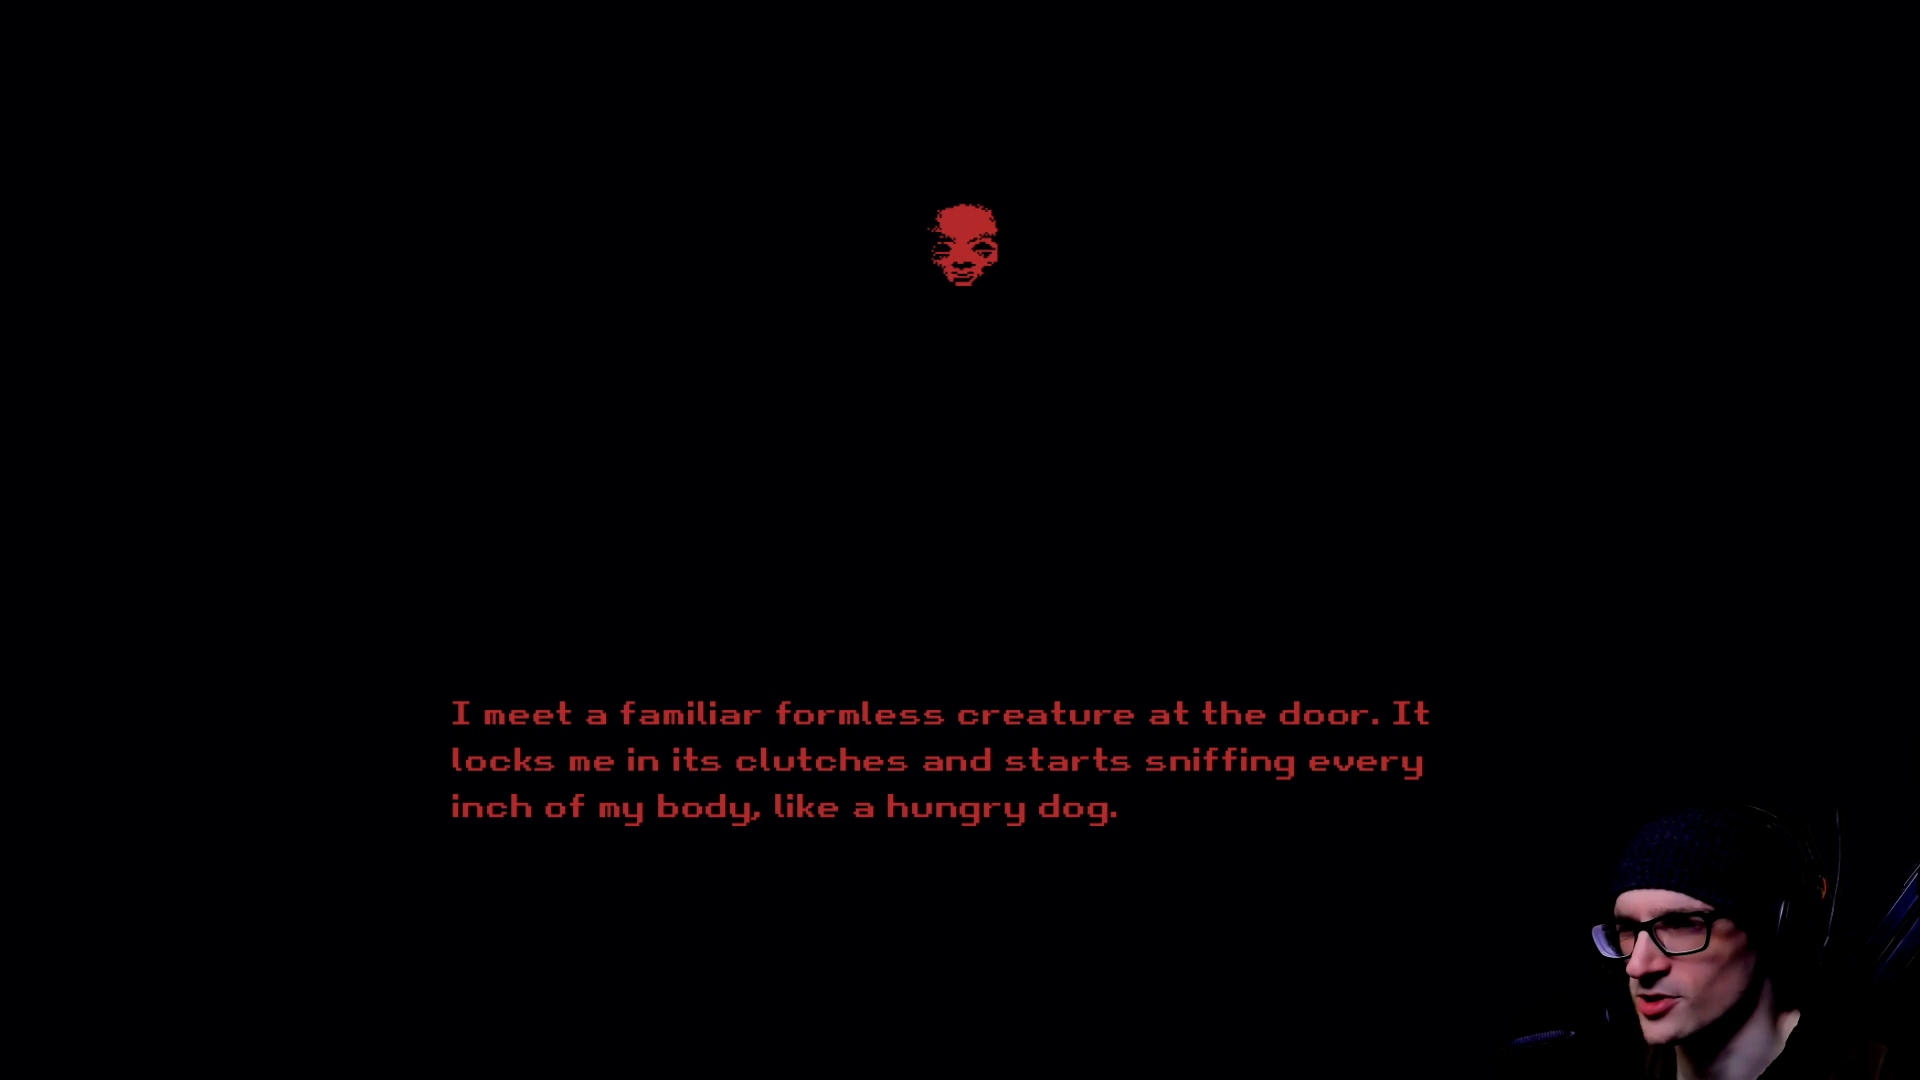 I meet a familiar formless creature at the door. It
locks me in its clutches and starts sniffing every
inch of my body, like a hungry dog.